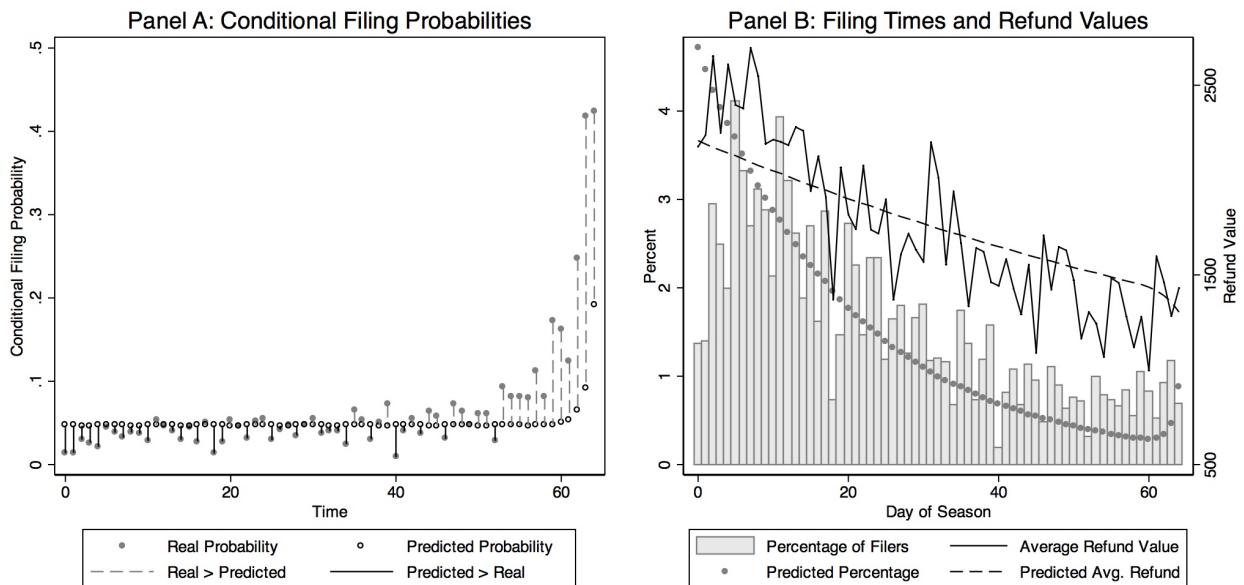 Panel A: Conditional Filing Probabilities
Conditional Filing Probability
.5
.4
.3
.2
.1
0
0 20 40 60
Time
Real Probability Predicted Probability
Real > Predicted Predicted > Real
Panel B: Filing Times and Refund Values
Percent
4
3
2
1
0
2500
1500
500
Refund Value
0 20 40 60
Day of Season
Percentage of Filers Average Refund Value
Predicted Percentage Predicted Avg. Refund